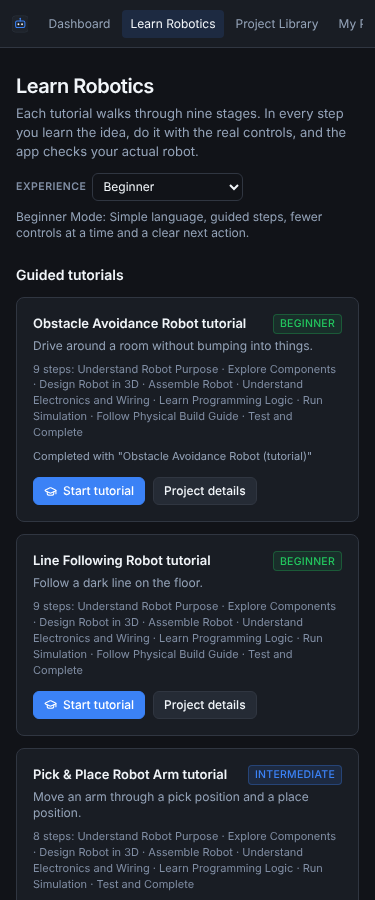 Dashboard Learn Robotics Project Library My
Learn Robotics
Each tutorial walks through nine stages. In every step
you learn the idea, do it with the real controls, and the
app checks your actual robot.
EXPERIENCE Beginner
Beginner Mode: Simple language, guided steps, fewer
controls at a time and a clear next action.
Guided tutorials
Obstacle Avoidance Robot tutorial BEGINNER
Drive around a room without bumping into things.
9 steps: Understand Robot Purpose · Explore Components
· Design Robot in 3D · Assemble Robot · Understand
Electronics and Wiring · Learn Programming Logic · Run
Simulation · Follow Physical Build Guide · Test and
Complete
Completed with "Obstacle Avoidance Robot (tutorial)"
Start tutorial Project details
Line Following Robot tutorial BEGINNER
Follow a dark line on the floor.
9 steps: Understand Robot Purpose · Explore Components
· Design Robot in 3D · Assemble Robot · Understand
Electronics and Wiring · Learn Programming Logic · Run
Simulation · Follow Physical Build Guide · Test and
Complete
Start tutorial Project details
Pick & Place Robot Arm tutorial INTERMEDIATE
Move an arm through a pick position and a place
position.
8 steps: Understand Robot Purpose · Explore Components
· Design Robot in 3D · Assemble Robot · Understand
Electronics and Wiring · Learn Programming Logic · Run
Simulation · Test and Complete